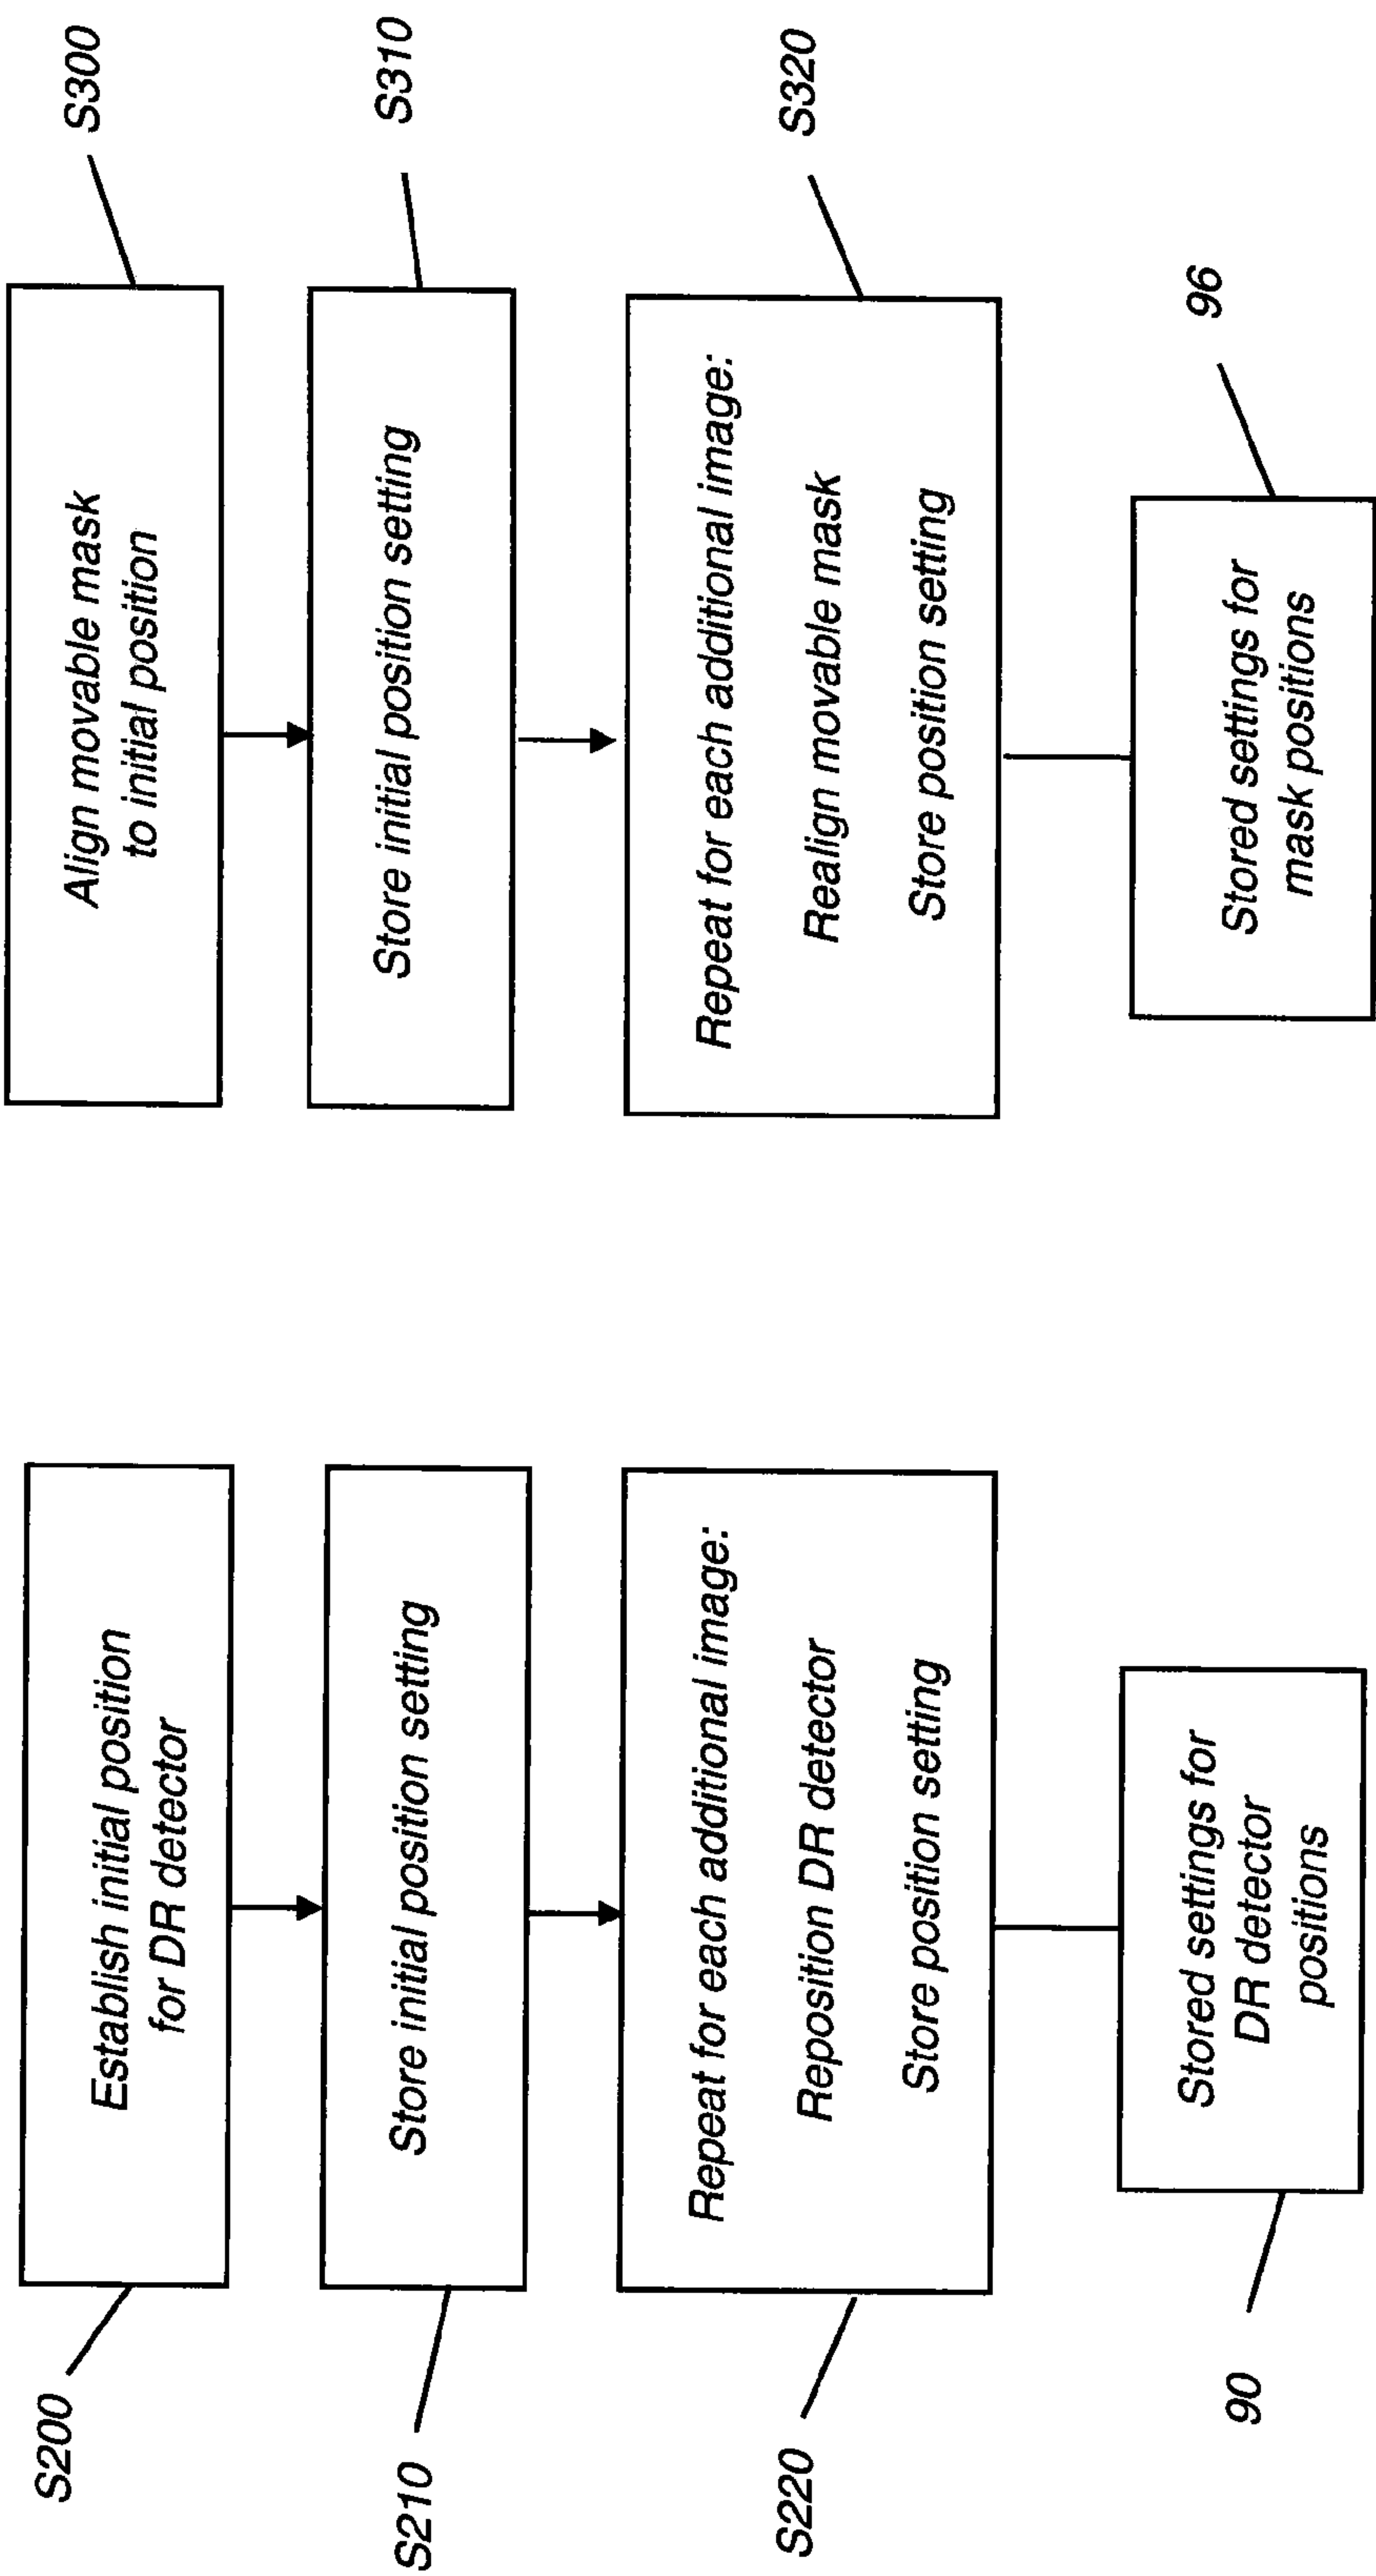 S200
Establish initial position
for DR detector
S210
Store initial position setting
S220
Repeat for each additional image:
Reposition DR detector
Store position setting
90
Stored settings for
DR detector
positions
S300
Align movable mask
to initial position
S310
Store initial position setting
S320
Repeat for each additional image:
Realign movable mask
Store position setting
96
Stored settings for
mask positions